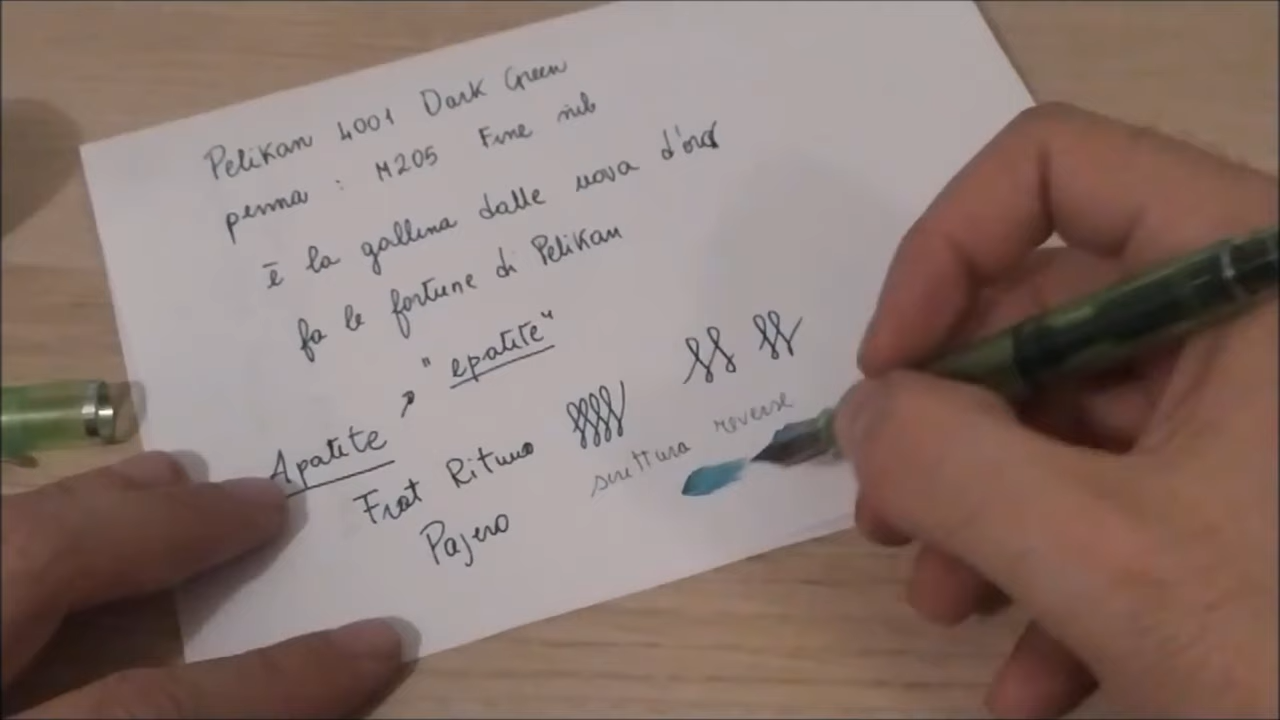 Pelikan 4001 Dark Green
penna : M205 Fine nib
è la gallina dalle uova d'oro
fa le fortune di Pelikan
"epatite"
Apatite
Fiat Ritmo
Pajero
scrittura reverse